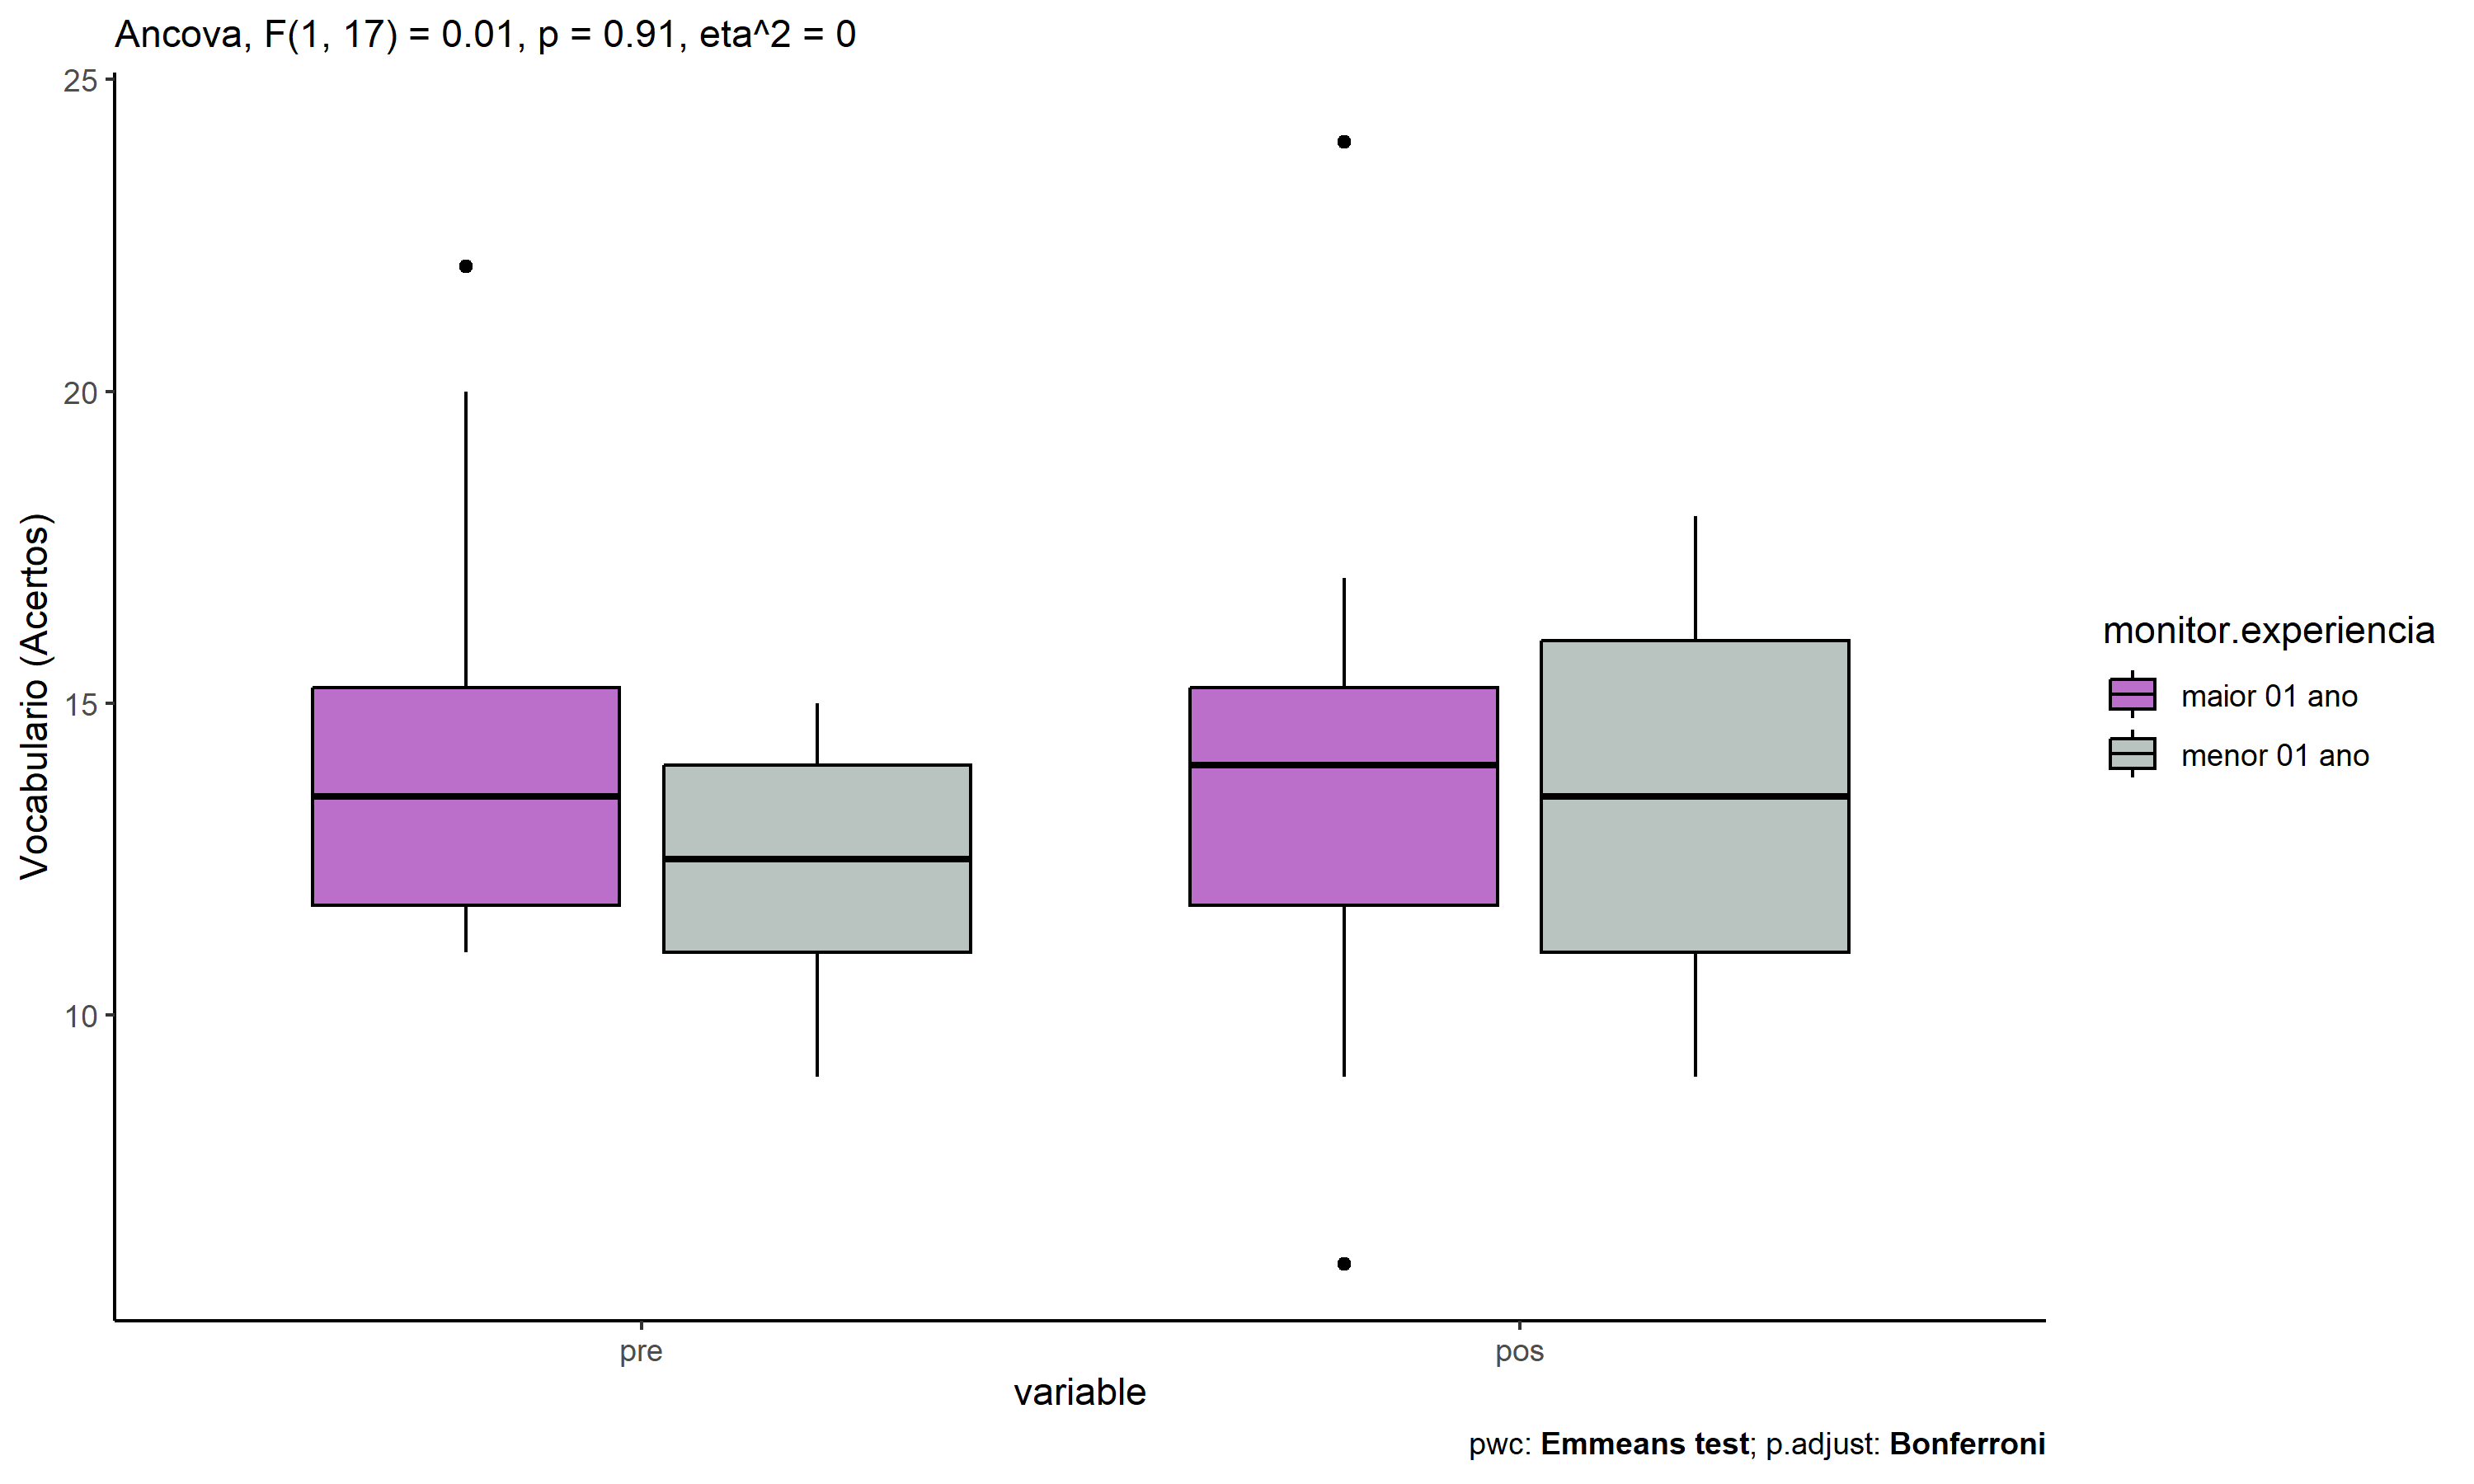 Ancova, F(1, 17) = 0.01, p = 0.91, eta^2 = 0
25
20
15
10
Vocabulario (Acertos)
pre
pos
variable
monitor.experiencia
maior 01 ano
menor 01 ano
pwc: Emmeans test; p.adjust: Bonferroni